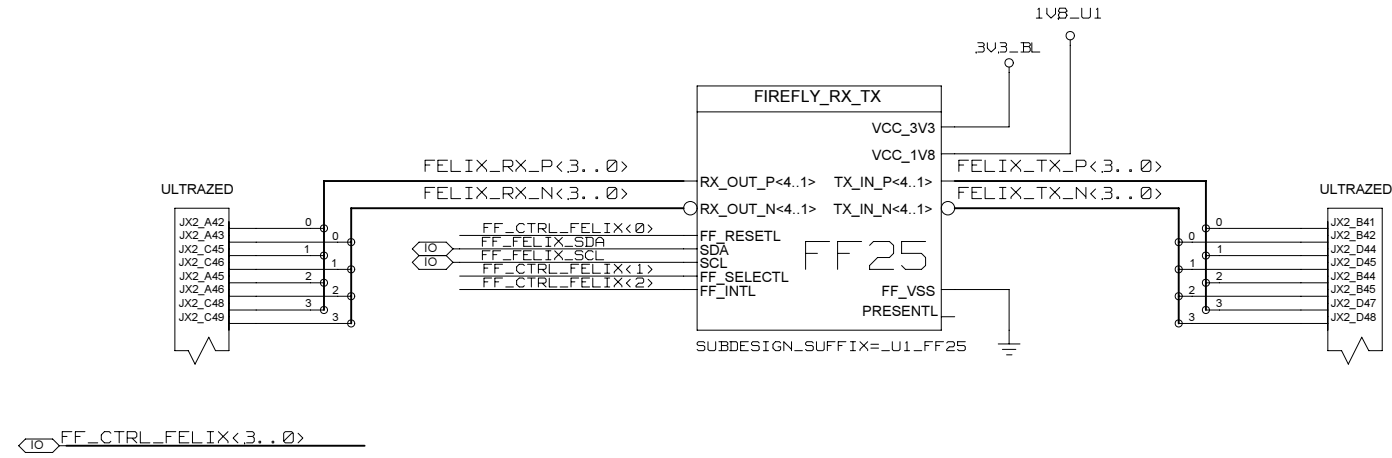 1V8_U1
3V3_BL
FIREFLY_RX_TX
VCC_3V3
VCC_1V8
FELIX_RX_P<3..0>
FELIX_TX_P<3..0>
RX_OUT_P<4..1> TX_IN_P<4..1>
FELIX_RX_N<3..0>
FELIX_TX_N<3..0>
RX_OUT_N<4..1> TX_IN_N<4..1>
ULTRAZED
JX2_A42 0
JX2_A43 0
JX2_C45 1
JX2_C46 1
JX2_A45 2
JX2_A46 2
JX2_C48 3
JX2_C49 3
FF_CTRL_FELIX<0>
FF_RESETL
IO FF_FELIX_SDA
SDA
IO FF_FELIX_SCL
SCL
FF_CTRL_FELIX<1>
FF_SELECTL
FF_CTRL_FELIX<2>
FF_INTL
FF25
FF_VSS
PRESENTL
SUBDESIGN_SUFFIX=_U1_FF25
ULTRAZED
0 JX2_B41
0 JX2_B42
1 JX2_D44
1 JX2_D45
2 JX2_B44
2 JX2_B45
3 JX2_D47
3 JX2_D48
IO FF_CTRL_FELIX<3..0>